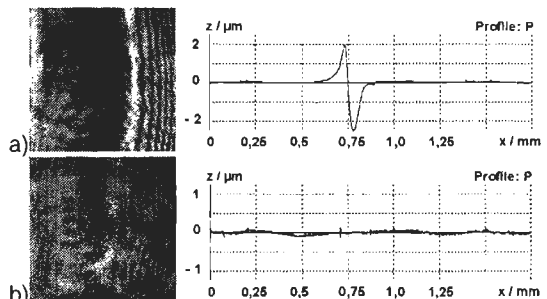 z / µm Profile: P
2
0
- 2
0 0,25 0,5 0,75 1,0 1,25
a) x / mm
z / µm Profile: P
1
0
- 1
0 0,25 0,5 0,75 1,0 1,25
b) x / mm